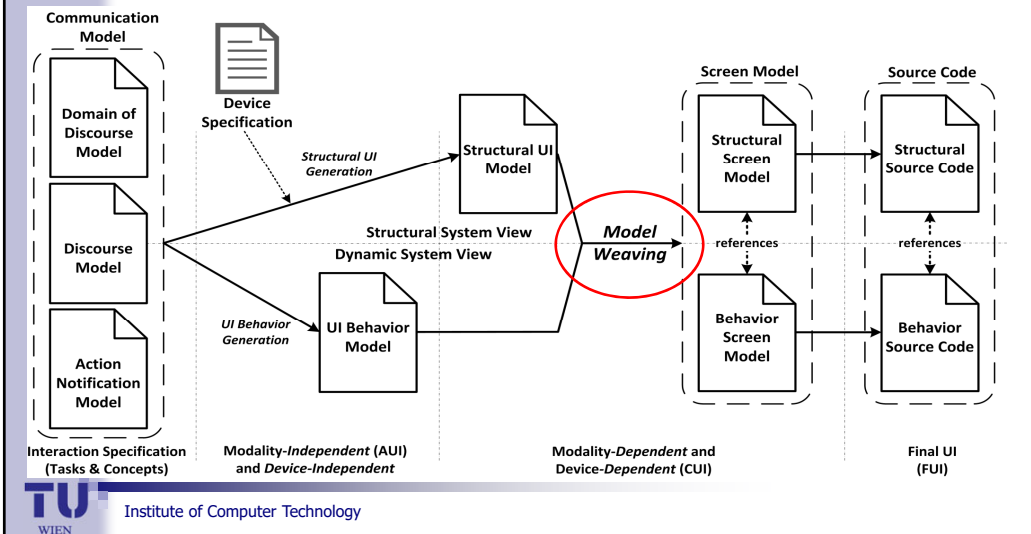 Communication
Model
Domain of
Discourse
Model
Discourse
Model
Action
Notification
Model
Interaction Specification
(Tasks & Concepts)
Device
Specification
Structural UI
Generation
UI Behavior
Generation
Structural System View
Dynamic System View
UI Behavior
Model
Modality-Independent (AUI)
and Device-Independent
Structural UI
Model
Model
Weaving
Screen Model
Structural
Screen
Model
references
Behavior
Screen
Model
Modality-Dependent and
Device-Dependent (CUI)
Source Code
Structural
Source Code
references
Behavior
Source Code
Final UI
(FUI)
TU
WIEN
Institute of Computer Technology